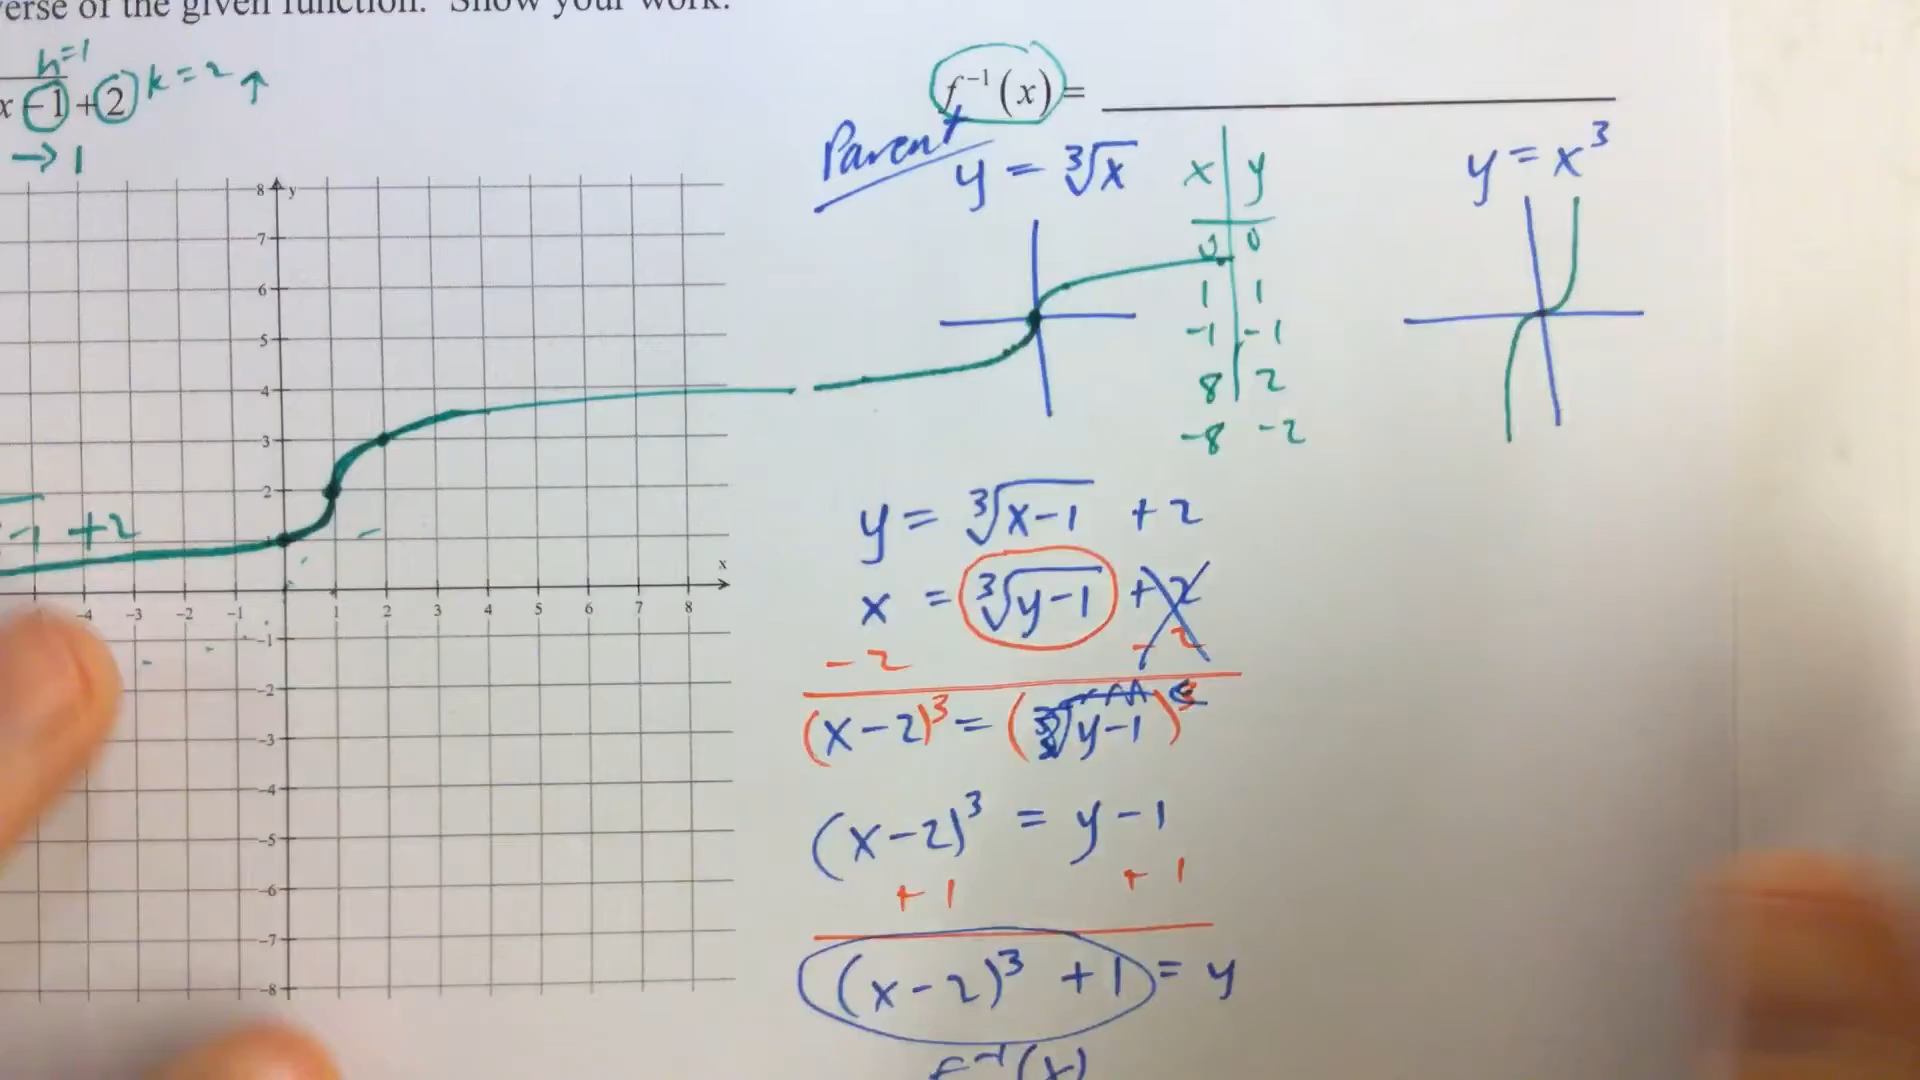 verse of the given function. Show your work.
h=1
x −1 + 2 k = 2 ↑
→ 1
f⁻¹(x) =
Parent
y = ∛x
x y
0 0
1 1
-1 -1
8 2
-8 -2
y = x³
8 y
7
6
5
4
3
2
-1 +2
x
-4 -3 -2 -1 1 2 3 4 5 6 7 8
-1
-2
-3
-4
-5
-6
-7
-8
y = ∛(x-1) + 2
x = ∛(y-1) + 2
-2 -2
(x-2)³ = (∛(y-1))³
(x-2)³ = y-1
+1 +1
(x-2)³ + 1 = y
f⁻¹(x)